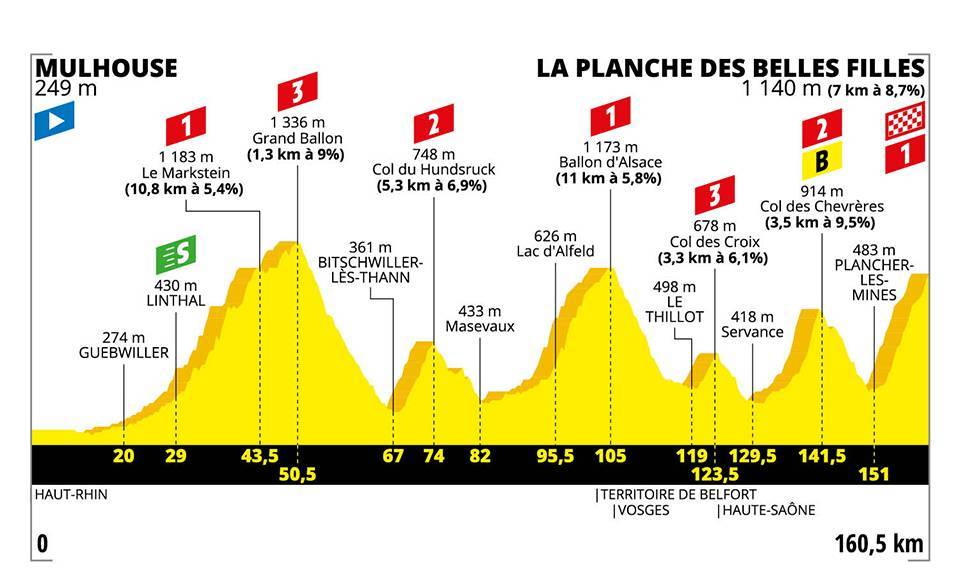 MULHOUSE
249 m
LA PLANCHE DES BELLES FILLES
1 140 m (7 km à 8,7%)
1
1 183 m
Le Markstein
(10,8 km à 5,4%)
3
1 336 m
Grand Ballon
(1,3 km à 9%)
2
748 m
Col du Hundsruck
(5,3 km à 6,9%)
1
1 173 m
Ballon d'Alsace
(11 km à 5,8%)
3
678 m
Col des Croix
(3,3 km à 6,1%)
2
B
914 m
Col des Chevrères
(3,5 km à 9,5%)
1
S
430 m
LINTHAL
274 m
GUEBWILLER
361 m
BITSCHWILLER-
LÈS-THANN
433 m
Masevaux
626 m
Lac d'Alfeld
498 m
LE
THILLOT
418 m
Servance
483 m
PLANCHER-
LES-
MINES
20 29 43,5 50,5 67 74 82 95,5 105 119 123,5 129,5 141,5 151
HAUT-RHIN
|TERRITOIRE DE BELFORT
|VOSGES
|HAUTE-SAÔNE
0
160,5 km